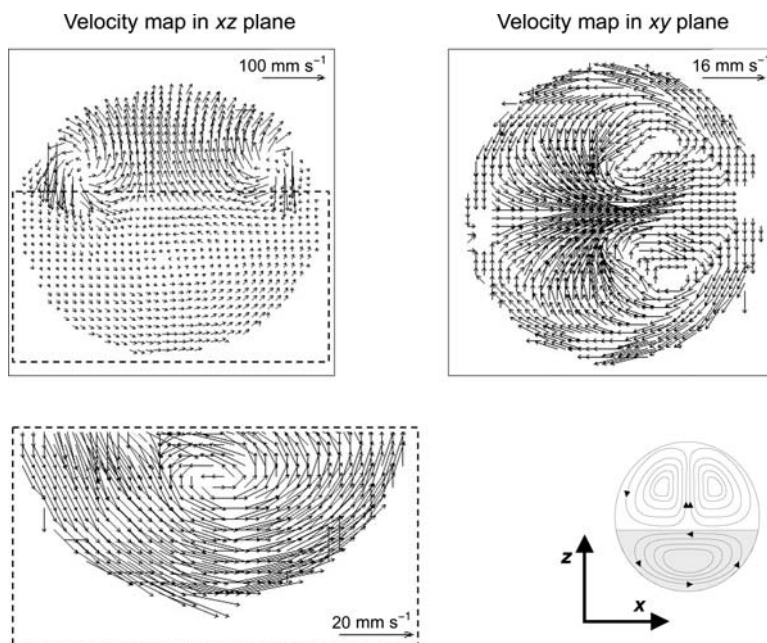 Velocity map in xz plane
Velocity map in xy plane
100 mm s⁻¹
16 mm s⁻¹
20 mm s⁻¹
z
x